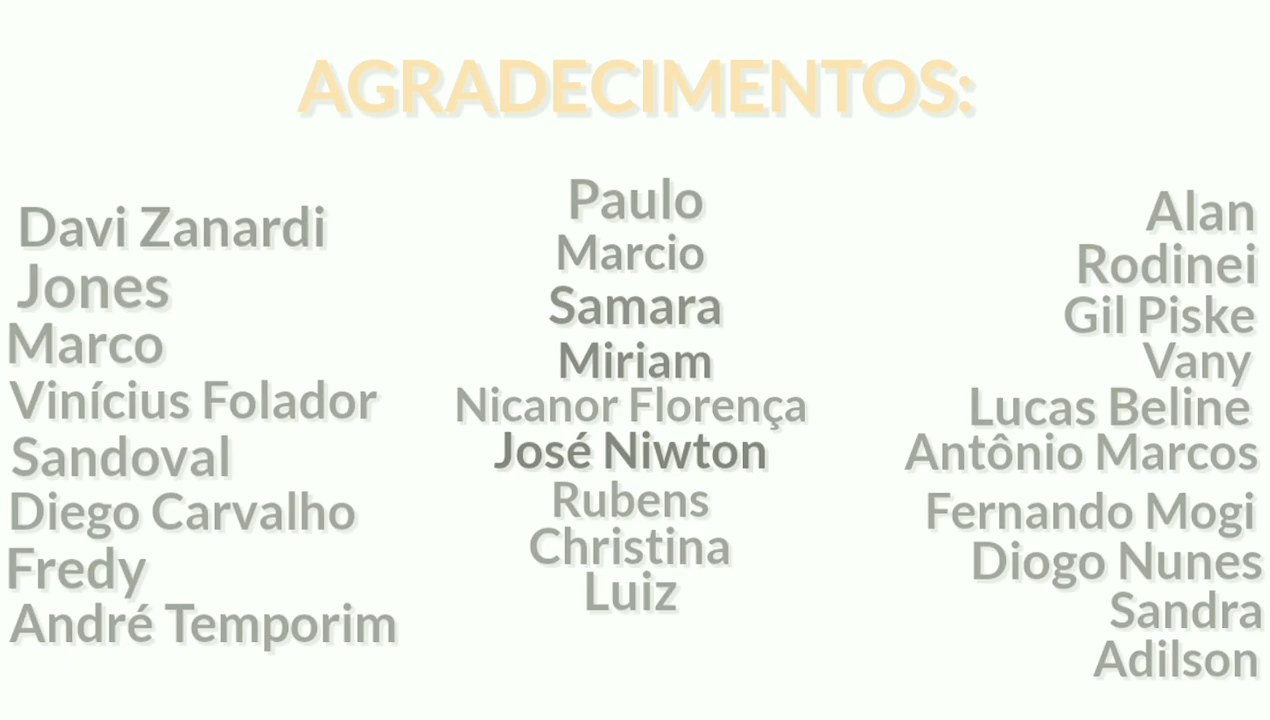 AGRADECIMENTOS:
Davi Zanardi
Jones
Marco
Vinícius Folador
Sandoval
Diego Carvalho
Fredy
André Temporim
Paulo
Marcio
Samara
Miriam
Nicanor Florença
José Niwton
Rubens
Christina
Luiz
Alan
Rodinei
Gil Piske
Vany
Lucas Beline
Antônio Marcos
Fernando Mogi
Diogo Nunes
Sandra
Adilson